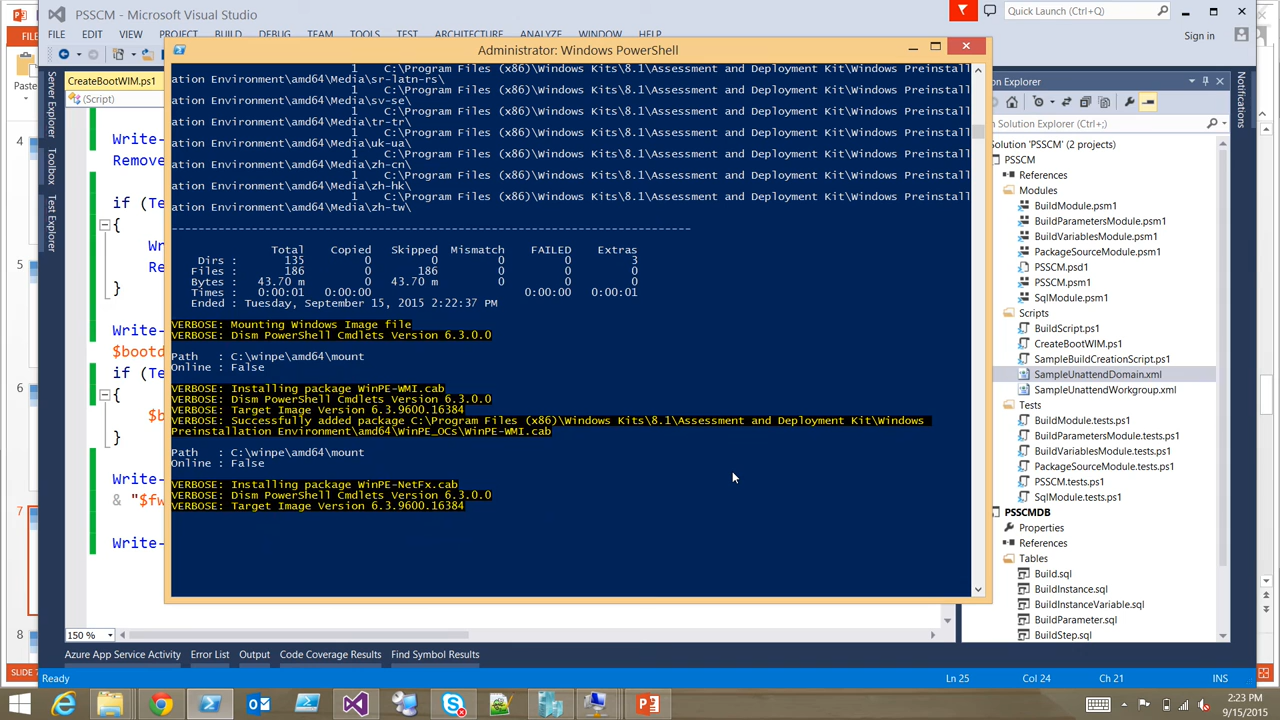 PSSCM - Microsoft Visual Studio
Quick Launch (Ctrl+Q)
FILE EDIT VIEW PROJECT BUILD DEBUG TEAM TOOLS TEST ARCHITECTURE ANALYZE WINDOW HELP
Sign in
FILE
Paste
4
5
6
7
8
SLIDE 7
Server Explorer
Toolbox
Test Explorer
CreateBootWIM.ps1
(Script)
Write-
Remove
if (Te
{
Wr
Re
}
Write-
$bootd
if (Te
{
$b
}
Write-
& "$fw
Write-
150 %
Administrator: Windows PowerShell
1 C:\Program Files (x86)\Windows Kits\8.1\Assessment and Deployment Kit\Windows Preinstall
ation Environment\amd64\Media\sr-latn-rs\
1 C:\Program Files (x86)\Windows Kits\8.1\Assessment and Deployment Kit\Windows Preinstall
ation Environment\amd64\Media\sv-se\
1 C:\Program Files (x86)\Windows Kits\8.1\Assessment and Deployment Kit\Windows Preinstall
ation Environment\amd64\Media\tr-tr\
1 C:\Program Files (x86)\Windows Kits\8.1\Assessment and Deployment Kit\Windows Preinstall
ation Environment\amd64\Media\uk-ua\
1 C:\Program Files (x86)\Windows Kits\8.1\Assessment and Deployment Kit\Windows Preinstall
ation Environment\amd64\Media\zh-cn\
1 C:\Program Files (x86)\Windows Kits\8.1\Assessment and Deployment Kit\Windows Preinstall
ation Environment\amd64\Media\zh-hk\
1 C:\Program Files (x86)\Windows Kits\8.1\Assessment and Deployment Kit\Windows Preinstall
ation Environment\amd64\Media\zh-tw\
------------------------------------------------------------------------------
Total Copied Skipped Mismatch FAILED Extras
Dirs : 135 0 0 0 0 3
Files : 186 0 186 0 0 0
Bytes : 43.70 m 0 43.70 m 0 0 0
Times : 0:00:01 0:00:00 0:00:00 0:00:01
Ended : Tuesday, September 15, 2015 2:22:37 PM
VERBOSE: Mounting Windows Image file
VERBOSE: Dism PowerShell Cmdlets Version 6.3.0.0
Path : C:\winpe\amd64\mount
Online : False
VERBOSE: Installing package WinPE-WMI.cab
VERBOSE: Dism PowerShell Cmdlets Version 6.3.0.0
VERBOSE: Target Image Version 6.3.9600.16384
VERBOSE: Successfully added package C:\Program Files (x86)\Windows Kits\8.1\Assessment and Deployment Kit\Windows
Preinstallation Environment\amd64\WinPE_OCs\WinPE-WMI.cab
Path : C:\winpe\amd64\mount
Online : False
VERBOSE: Installing package WinPE-NetFx.cab
VERBOSE: Dism PowerShell Cmdlets Version 6.3.0.0
VERBOSE: Target Image Version 6.3.9600.16384
Solution Explorer
Search Solution Explorer (Ctrl+;)
Solution 'PSSCM' (2 projects)
PSSCM
References
Modules
BuildModule.psm1
BuildParametersModule.psm1
BuildVariablesModule.psm1
PackageSourceModule.psm1
PSSCM.psd1
PSSCM.psm1
SqlModule.psm1
Scripts
BuildScript.ps1
CreateBootWIM.ps1
SampleBuildCreationScript.ps1
SampleUnattendDomain.xml
SampleUnattendWorkgroup.xml
Tests
BuildModule.tests.ps1
BuildParametersModule.tests.ps1
BuildVariablesModule.tests.ps1
PackageSourceModule.tests.ps1
PSSCM.tests.ps1
SqlModule.tests.ps1
PSSCMDB
Properties
References
Tables
Build.sql
BuildInstance.sql
BuildInstanceVariable.sql
BuildParameter.sql
BuildStep.sql
Notifications
Azure App Service Activity Error List Output Code Coverage Results Find Symbol Results
Ready
Ln 25 Col 24 Ch 21 INS
2:23 PM
9/15/2015